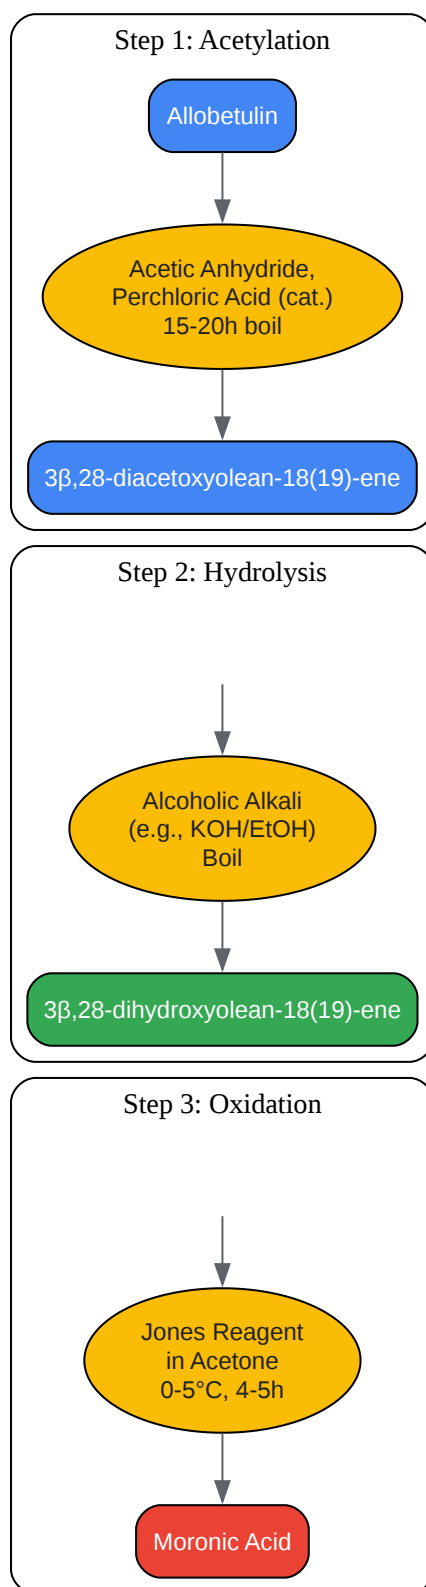 Step 1: Acetylation
Allobetulin
Acetic Anhydride,
Perchloric Acid (cat.)
15-20h boil
3β,28-diacetoxyolean-18(19)-ene
Step 2: Hydrolysis
Alcoholic Alkali
(e.g., KOH/EtOH)
Boil
3β,28-dihydroxyolean-18(19)-ene
Step 3: Oxidation
Jones Reagent
in Acetone
0-5°C, 4-5h
Moronic Acid